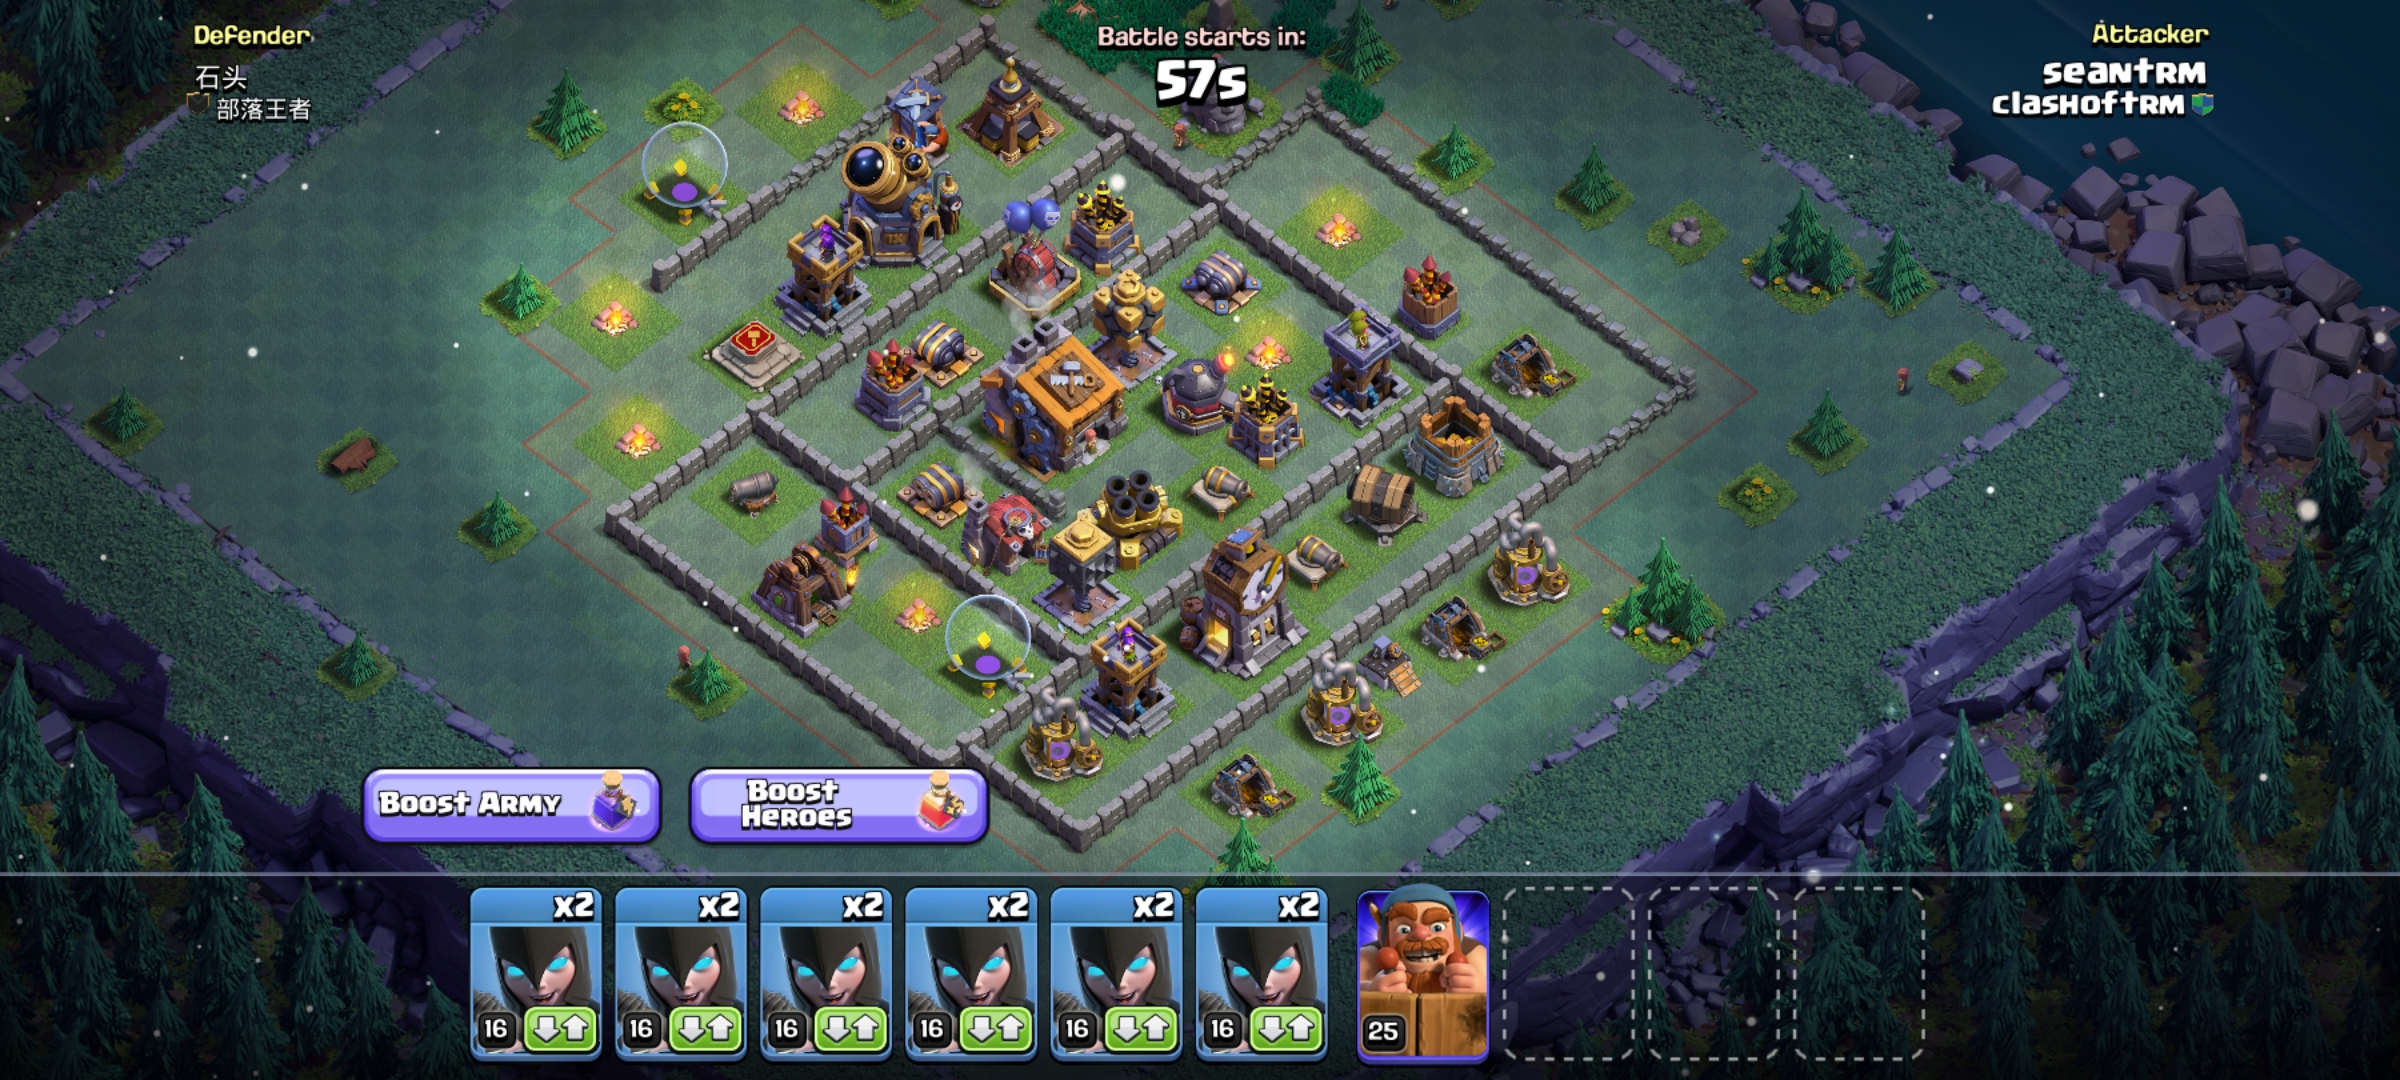 Defender
石头
部落王者
Battle starts in:
57s
Attacker
seantRM
clashoftRM
Boost Army
Boost
Heroes
x2
x2
x2
x2
x2
x2
16
16
16
16
16
16
25